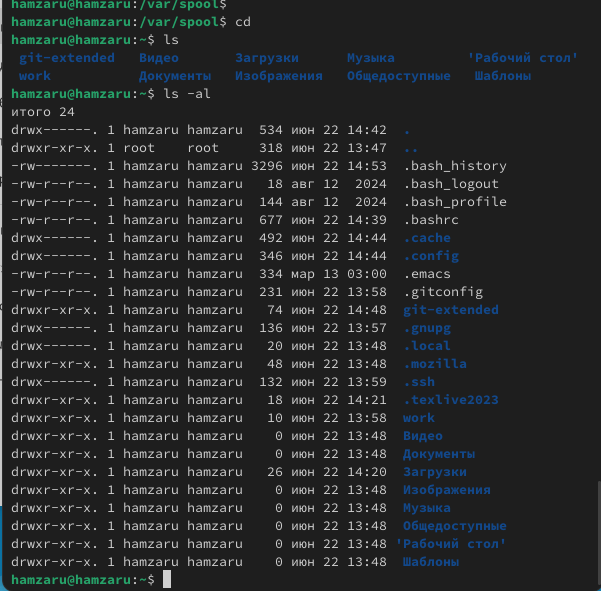 hamzaru@hamzaru:/var/spool$
hamzaru@hamzaru:/var/spool$ cd
hamzaru@hamzaru:~$ ls
git-extended Видео Загрузки Музыка 'Рабочий стол'
work Документы Изображения Общедоступные Шаблоны
hamzaru@hamzaru:~$ ls -al
итого 24
drwx------. 1 hamzaru hamzaru 534 июн 22 14:42 .
drwxr-xr-x. 1 root root 318 июн 22 13:47 ..
-rw-------. 1 hamzaru hamzaru 3296 июн 22 14:53 .bash_history
-rw-r--r--. 1 hamzaru hamzaru 18 авг 12 2024 .bash_logout
-rw-r--r--. 1 hamzaru hamzaru 144 авг 12 2024 .bash_profile
-rw-r--r--. 1 hamzaru hamzaru 677 июн 22 14:39 .bashrc
drwx------. 1 hamzaru hamzaru 492 июн 22 14:44 .cache
drwx------. 1 hamzaru hamzaru 346 июн 22 14:44 .config
-rw-r--r--. 1 hamzaru hamzaru 334 мар 13 03:00 .emacs
-rw-r--r--. 1 hamzaru hamzaru 231 июн 22 13:58 .gitconfig
drwxr-xr-x. 1 hamzaru hamzaru 74 июн 22 14:48 git-extended
drwx------. 1 hamzaru hamzaru 136 июн 22 13:57 .gnupg
drwx------. 1 hamzaru hamzaru 20 июн 22 13:48 .local
drwxr-xr-x. 1 hamzaru hamzaru 48 июн 22 13:48 .mozilla
drwx------. 1 hamzaru hamzaru 132 июн 22 13:59 .ssh
drwxr-xr-x. 1 hamzaru hamzaru 18 июн 22 14:21 .texlive2023
drwxr-xr-x. 1 hamzaru hamzaru 10 июн 22 13:58 work
drwxr-xr-x. 1 hamzaru hamzaru 0 июн 22 13:48 Видео
drwxr-xr-x. 1 hamzaru hamzaru 0 июн 22 13:48 Документы
drwxr-xr-x. 1 hamzaru hamzaru 26 июн 22 14:20 Загрузки
drwxr-xr-x. 1 hamzaru hamzaru 0 июн 22 13:48 Изображения
drwxr-xr-x. 1 hamzaru hamzaru 0 июн 22 13:48 Музыка
drwxr-xr-x. 1 hamzaru hamzaru 0 июн 22 13:48 Общедоступные
drwxr-xr-x. 1 hamzaru hamzaru 0 июн 22 13:48 'Рабочий стол'
drwxr-xr-x. 1 hamzaru hamzaru 0 июн 22 13:48 Шаблоны
hamzaru@hamzaru:~$